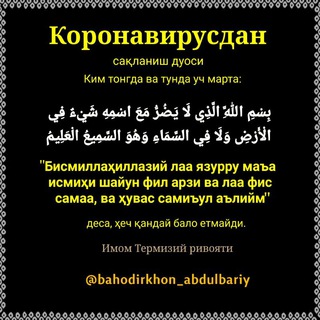 Коронавирусдан
сақланиш дуоси
Ким тонгда ва тунда уч марта:
بِسْمِ اللَّهِ الَّذِي لَا يَضُرُّ مَعَ اسْمِهِ شَيْءٌ فِي
الْأَرْضِ وَلَا فِي السَّمَاءِ وَهُوَ السَّمِيعُ الْعَلِيمُ
"Бисмиллаҳиллазий лаа язурру маъа
исмиҳи шайун фил арзи ва лаа фис
самаа, ва ҳувас самиъул аълийм"
деса, ҳеч қандай бало етмайди.
Имом Термизий ривояти
@bahodirkhon_abdulbariy